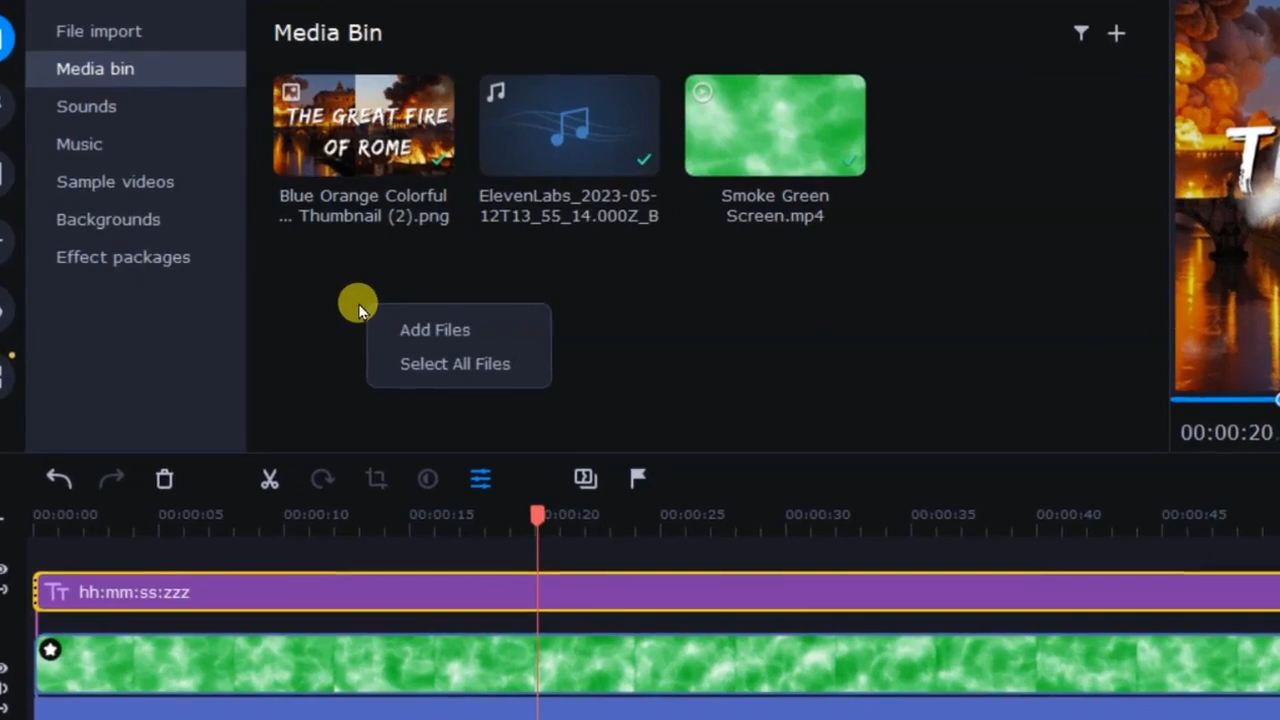 File import
Media bin
Sounds
Music
Sample videos
Backgrounds
Effect packages
Media Bin
THE GREAT FIRE
OF ROME
Blue Orange Colorful
... Thumbnail (2).png
ElevenLabs_2023-05-
12T13_55_14.000Z_B
Smoke Green
Screen.mp4
Add Files
Select All Files
T
00:00:20
00:00:00
00:00:05
00:00:10
00:00:15
00:00:20
00:00:25
00:00:30
00:00:35
00:00:40
00:00:45
Tт hh:mm:ss:zzz